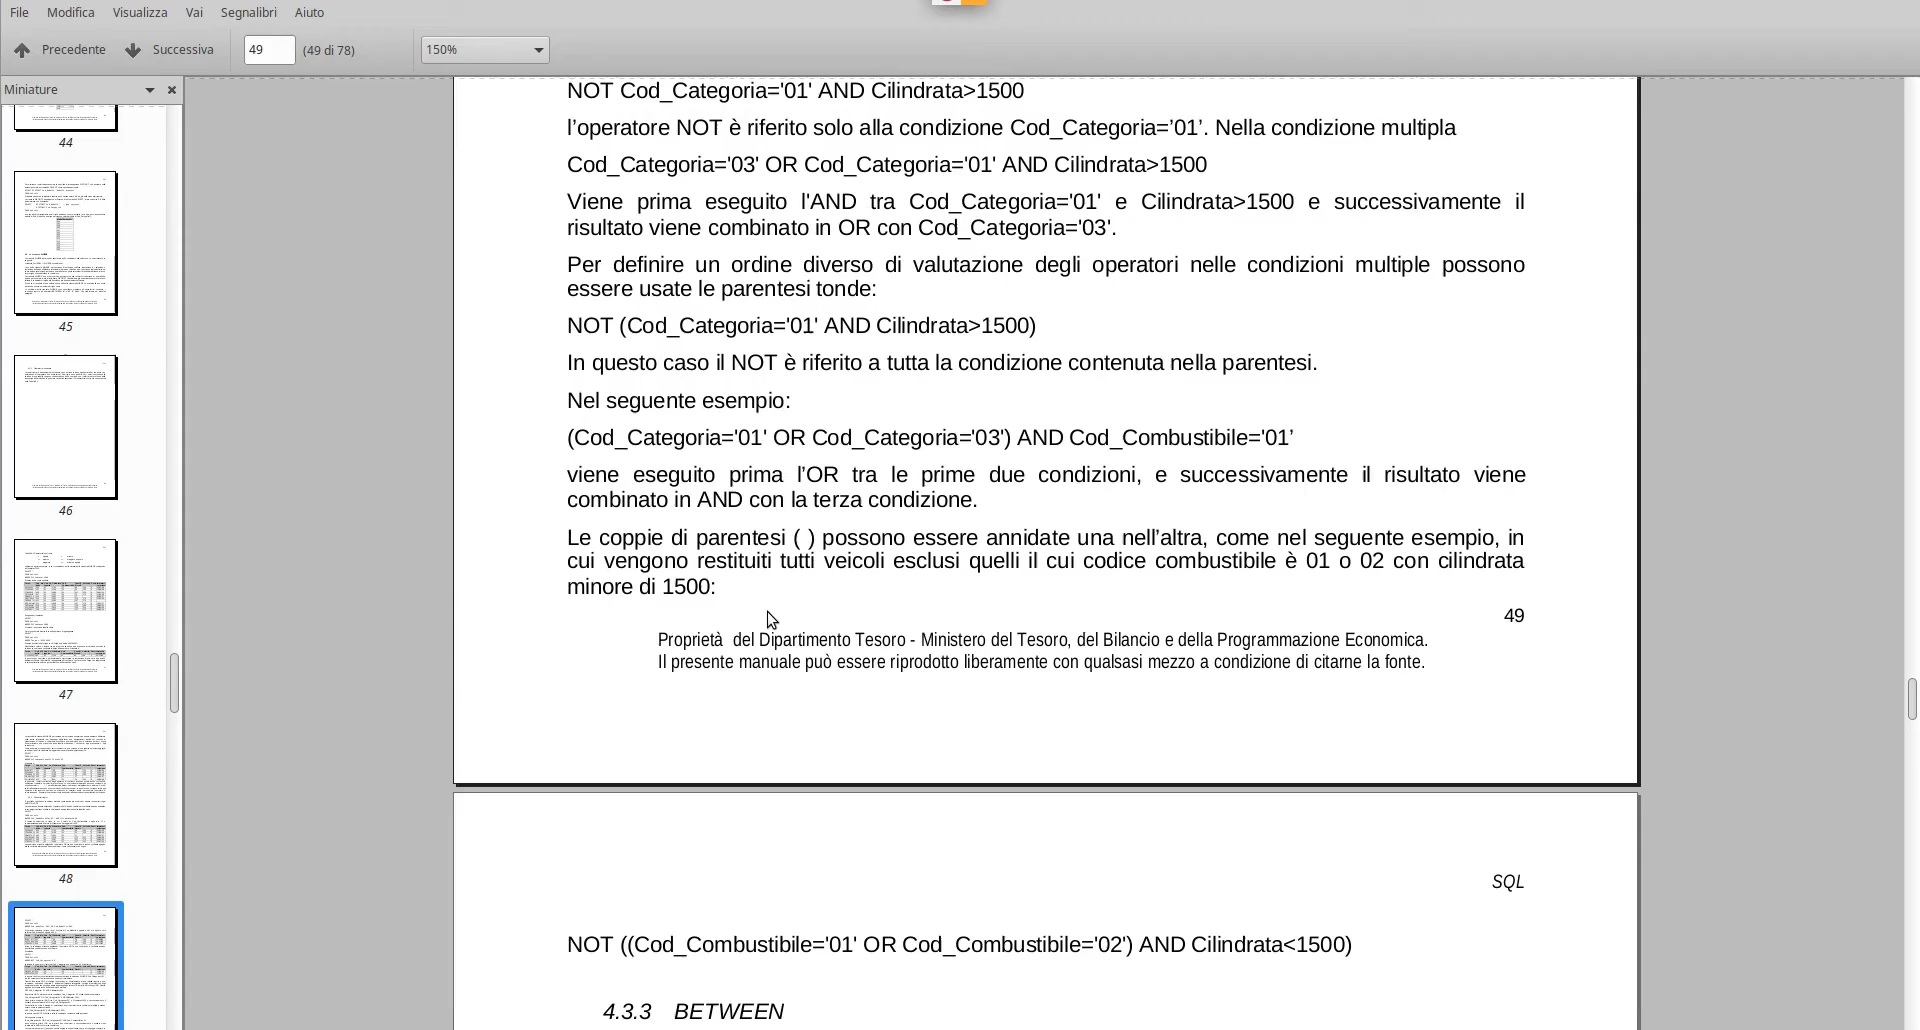 File Modifica Visualizza Vai Segnalibri Aiuto
Precedente Successiva 49 (49 di 78) 150%
Miniature
44
45
46
47
48
NOT Cod_Categoria='01' AND Cilindrata>1500
l’operatore NOT è riferito solo alla condizione Cod_Categoria=’01’. Nella condizione multipla
Cod_Categoria='03' OR Cod_Categoria='01' AND Cilindrata>1500
Viene prima eseguito l'AND tra Cod_Categoria='01' e Cilindrata>1500 e successivamente il
risultato viene combinato in OR con Cod_Categoria='03'.
Per definire un ordine diverso di valutazione degli operatori nelle condizioni multiple possono
essere usate le parentesi tonde:
NOT (Cod_Categoria='01' AND Cilindrata>1500)
In questo caso il NOT è riferito a tutta la condizione contenuta nella parentesi.
Nel seguente esempio:
(Cod_Categoria='01' OR Cod_Categoria='03') AND Cod_Combustibile='01’
viene eseguito prima l’OR tra le prime due condizioni, e successivamente il risultato viene
combinato in AND con la terza condizione.
Le coppie di parentesi ( ) possono essere annidate una nell’altra, come nel seguente esempio, in
cui vengono restituiti tutti veicoli esclusi quelli il cui codice combustibile è 01 o 02 con cilindrata
minore di 1500:
49
Proprietà del Dipartimento Tesoro - Ministero del Tesoro, del Bilancio e della Programmazione Economica.
Il presente manuale può essere riprodotto liberamente con qualsasi mezzo a condizione di citarne la fonte.
SQL
NOT ((Cod_Combustibile='01' OR Cod_Combustibile='02') AND Cilindrata<1500)
4.3.3 BETWEEN